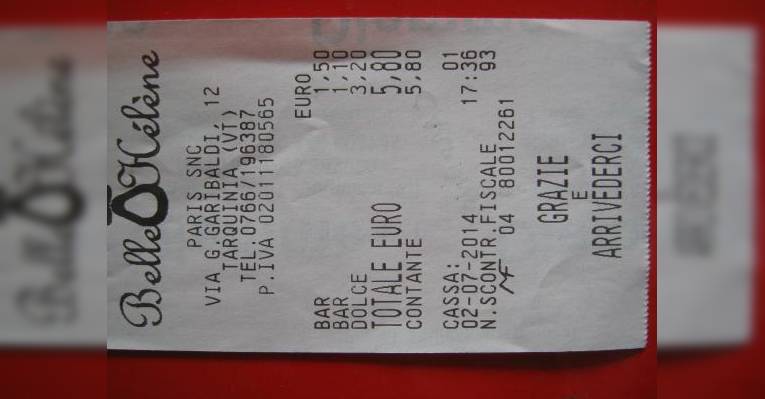 Belle Hélène
PARIS SNC
VIA G.GARIBALDI, 12
TARQUINIA (VT)
TEL.0766/196387
P.IVA 02011180565
EURO
BAR 1,50
BAR 1,10
DOLCE 3,20
TOTALE EURO 5,80
CONTANTE 5,80
CASSA: 01
02-07-2014 17:36
N.SCONTR.FISCALE 93
MF 04 80012261
GRAZIE
E
ARRIVEDERCI